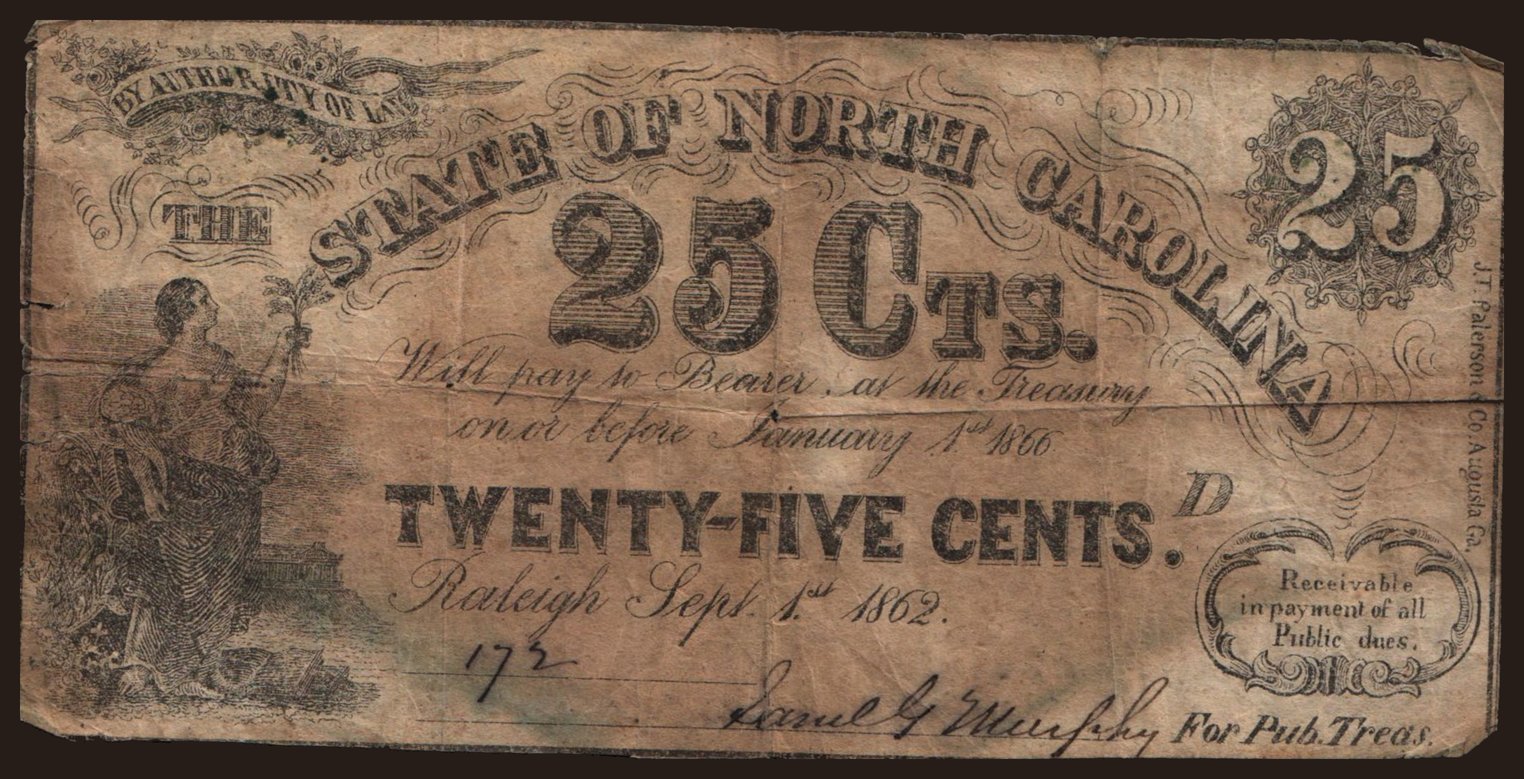 BY AUTHORITY OF LAW
THE
STATE OF NORTH CAROLINA
25
25 CTS.
Will pay to Bearer at the Treasury
on or before January 1st 1866.
TWENTY-FIVE CENTS.
D
Raleigh Sept. 1st 1862.
172
Saml G Murphy For Pub. Treas.
Receivable
in payment of all
Public dues.
J.T. Paterson & Co. Augusta Ga,